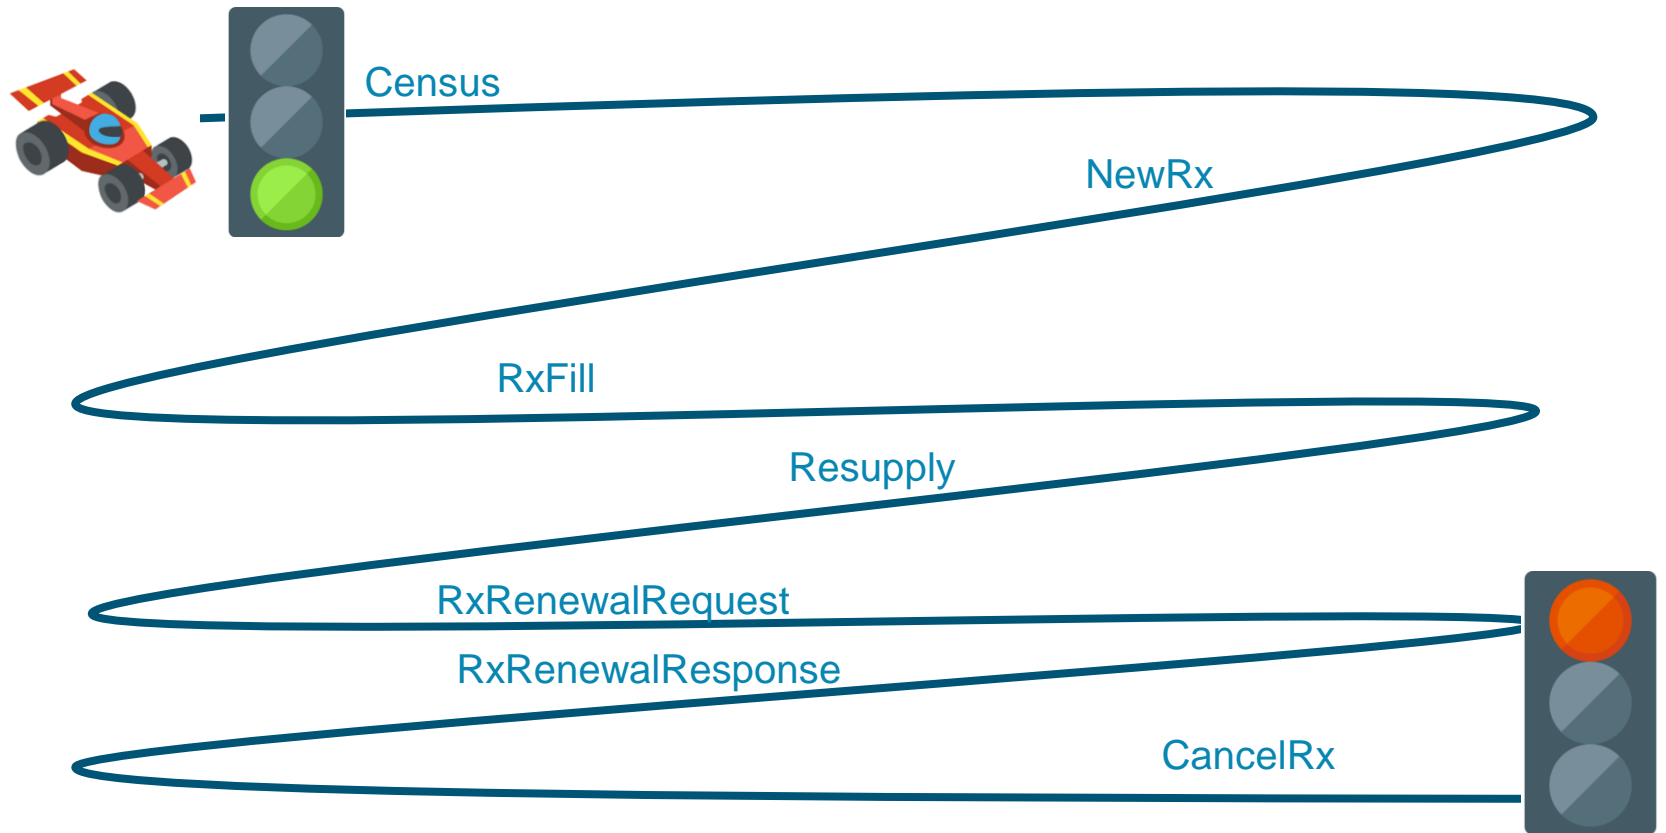 Census
NewRx
RxFill
Resupply
RxRenewalRequest
RxRenewalResponse
CancelRx